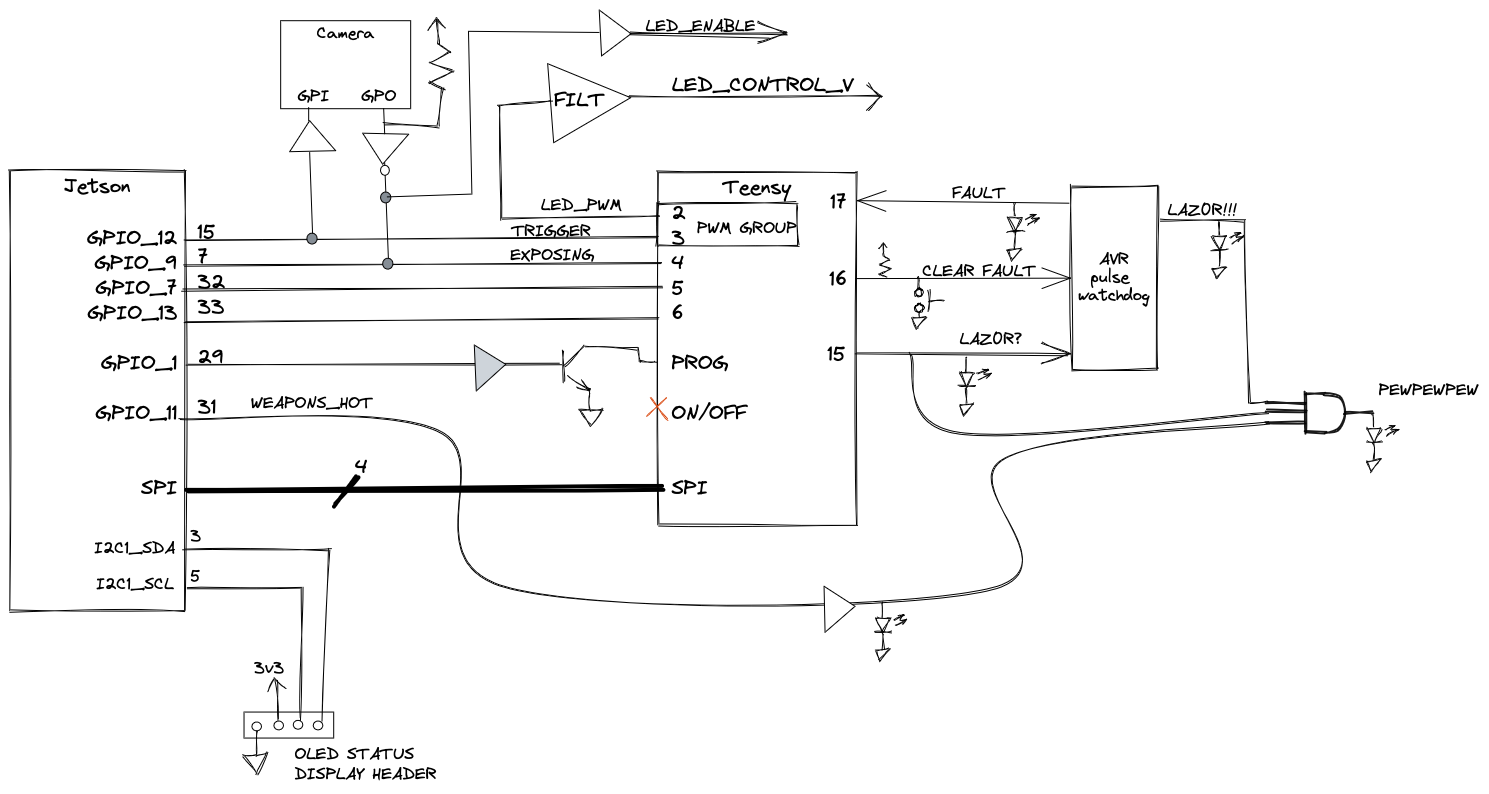 Camera
GPI
GPO
LED_ENABLE
LED_CONTROL_V
FILT
Jetson
GPIO_12
15
GPIO_9
7
GPIO_7
32
GPIO_13
33
GPIO_1
29
GPIO_11
31
WEAPONS_HOT
SPI
4
I2C1_SDA
3
I2C1_SCL
5
LED_PWM
TRIGGER
EXPOSING
Teensy
2
PWM GROUP
3
4
5
6
PROG
ON/OFF
SPI
17
16
15
FAULT
CLEAR FAULT
LAZOR?
AVR
pulse
watchdog
LAZOR!!!
PEWPEWPEW
3v3
OLED STATUS
DISPLAY HEADER